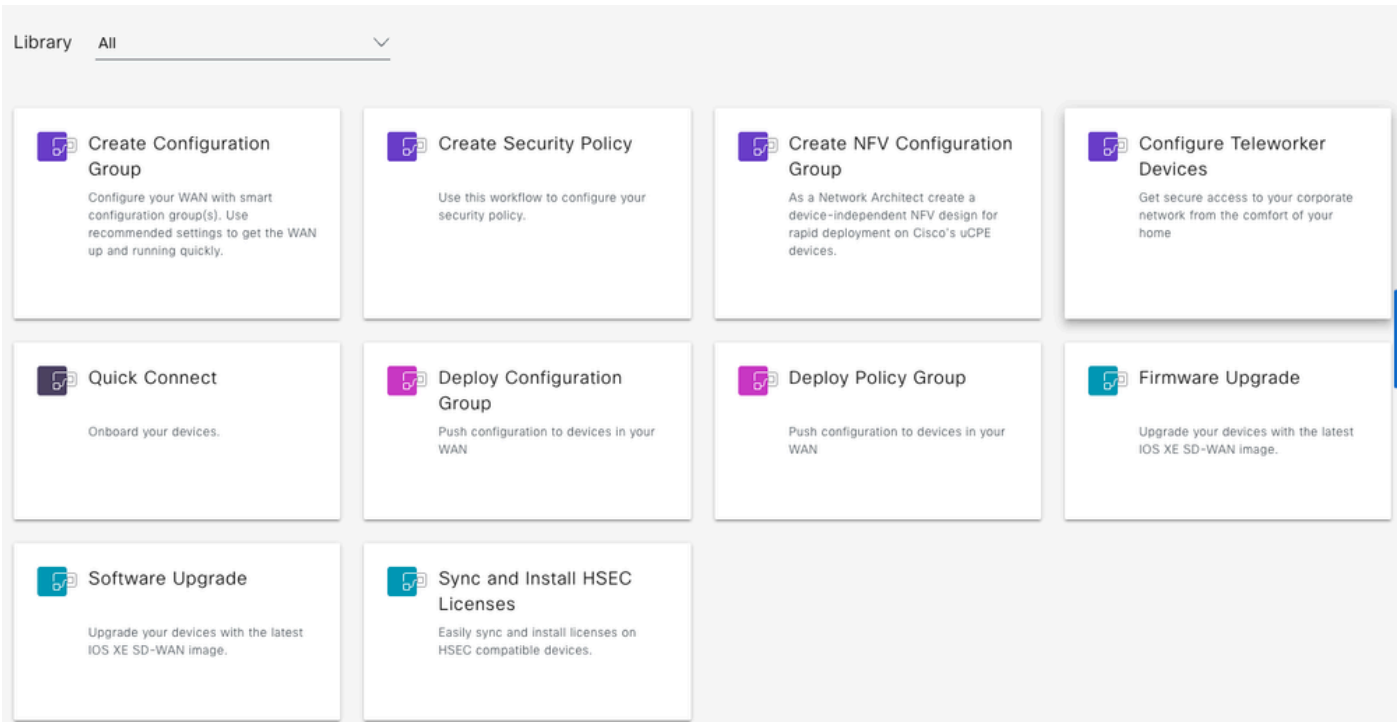 Library All
Create Configuration
Group
Configure your WAN with smart
configuration group(s). Use
recommended settings to get the WAN
up and running quickly.
Create Security Policy
Use this workflow to configure your
security policy.
Create NFV Configuration
Group
As a Network Architect create a
device-independent NFV design for
rapid deployment on Cisco's uCPE
devices.
Configure Teleworker
Devices
Get secure access to your corporate
network from the comfort of your
home
Quick Connect
Onboard your devices.
Deploy Configuration
Group
Push configuration to devices in your
WAN
Deploy Policy Group
Push configuration to devices in your
WAN
Firmware Upgrade
Upgrade your devices with the latest
IOS XE SD-WAN image.
Software Upgrade
Upgrade your devices with the latest
IOS XE SD-WAN image.
Sync and Install HSEC
Licenses
Easily sync and install licenses on
HSEC compatible devices.